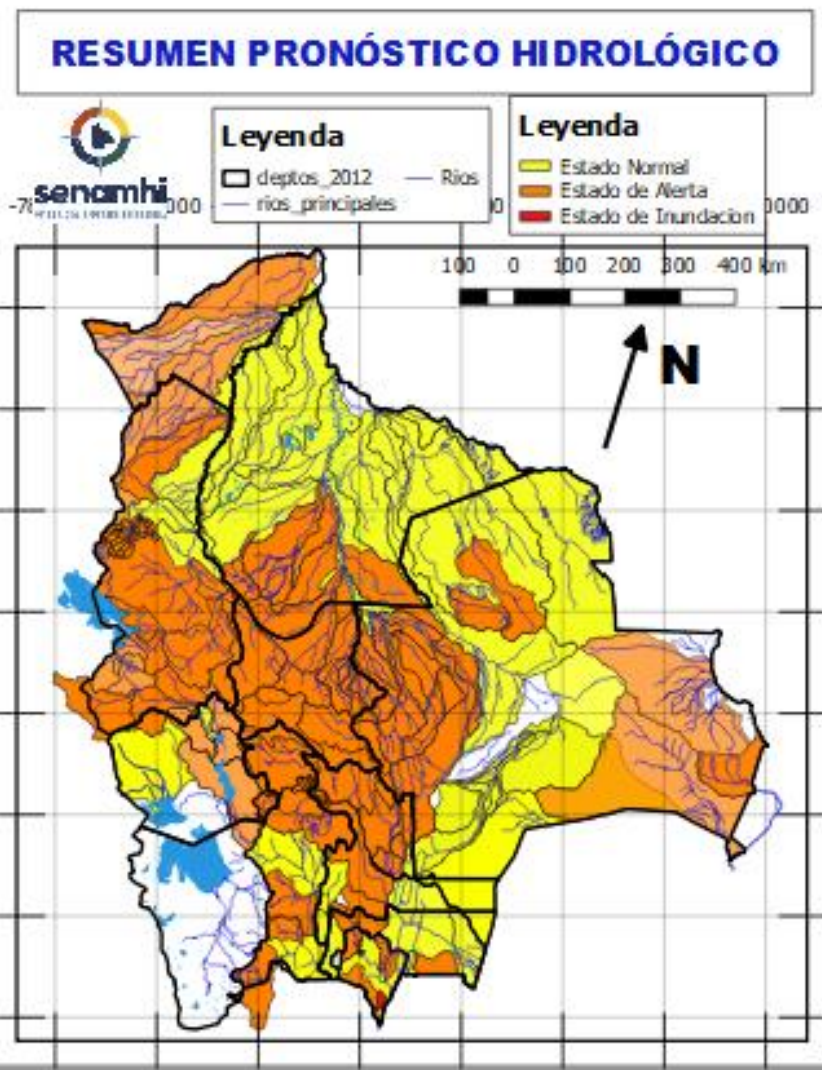 RESUMEN PRONÓSTICO HIDROLÓGICO
senamhi
Leyenda
deptos_2012
Rios
rios_principales
Leyenda
Estado Normal
Estado de Alerta
Estado de Inundacion
100 0 100 200 300 400 km
N